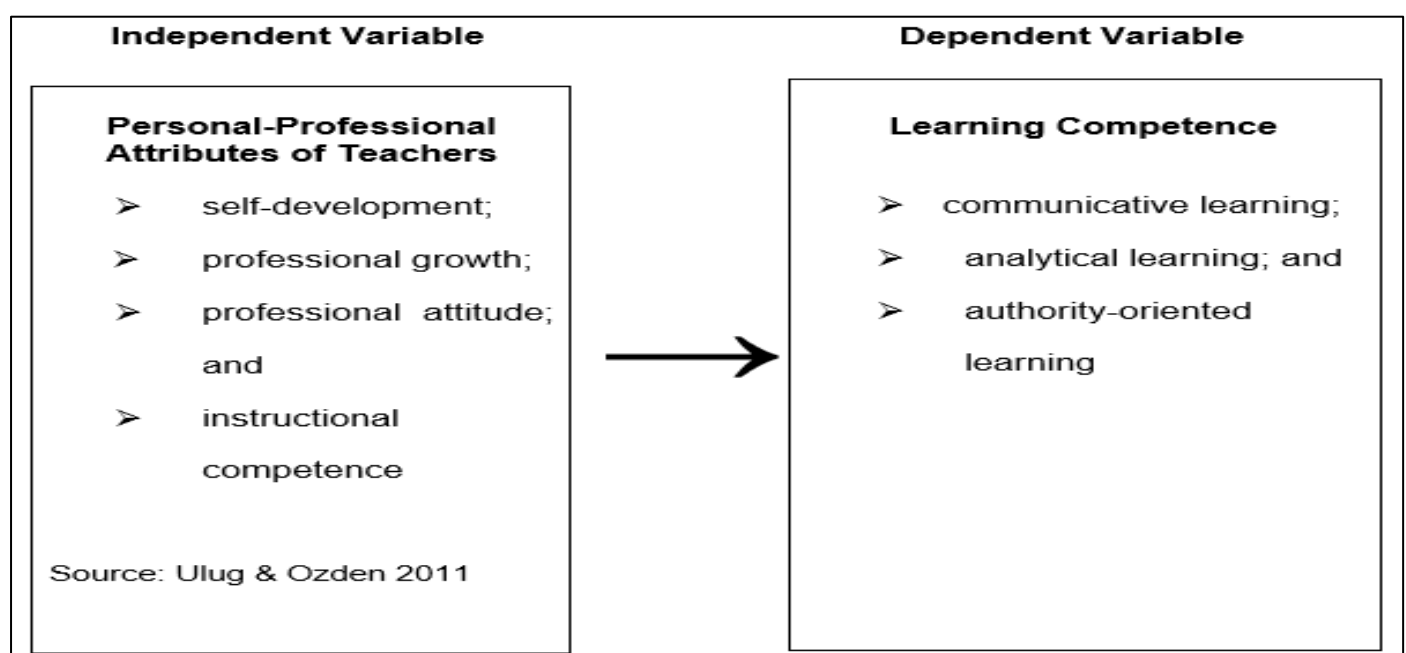 Independent Variable
Personal-Professional
Attributes of Teachers
➢ self-development;
➢ professional growth;
➢ professional attitude;
and
➢ instructional
competence
Source: Ulug & Ozden 2011
Dependent Variable
Learning Competence
➢ communicative learning;
➢ analytical learning; and
➢ authority-oriented
learning